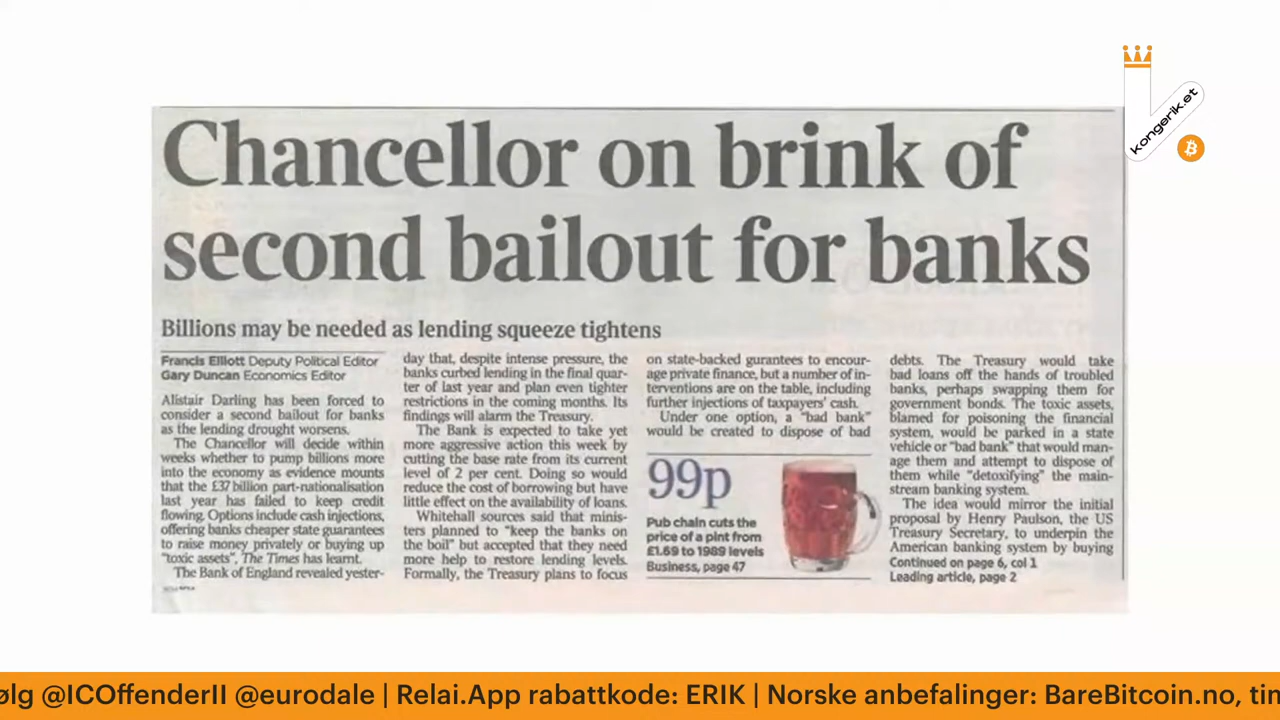 kongerik.et
Chancellor on brink of
second bailout for banks
Billions may be needed as lending squeeze tightens
Francis Elliott Deputy Political Editor
Gary Duncan Economics Editor
Alistair Darling has been forced to
consider a second bailout for banks
as the lending drought worsens.
The Chancellor will decide within
weeks whether to pump billions more
into the economy as evidence mounts
that the £37 billion part-nationalisation
last year has failed to keep credit
flowing. Options include cash injections,
offering banks cheaper state guarantees
to raise money privately or buying up
"toxic assets", The Times has learnt.
The Bank of England revealed yester-
day that, despite intense pressure, the
banks curbed lending in the final quar-
ter of last year and plan even tighter
restrictions in the coming months. Its
findings will alarm the Treasury.
The Bank is expected to take yet
more aggressive action this week by
cutting the base rate from its current
level of 2 per cent. Doing so would
reduce the cost of borrowing but have
little effect on the availability of loans.
Whitehall sources said that minis-
ters planned to "keep the banks on
the boil" but accepted that they need
more help to restore lending levels.
Formally, the Treasury plans to focus
on state-backed gurantees to encour-
age private finance, but a number of in-
terventions are on the table, including
further injections of taxpayers' cash.
Under one option, a "bad bank"
would be created to dispose of bad
99p
Pub chain cuts the
price of a pint from
£1.69 to 1989 levels
Business, page 47
debts. The Treasury would take
bad loans off the hands of troubled
banks, perhaps swapping them for
government bonds. The toxic assets,
blamed for poisoning the financial
system, would be parked in a state
vehicle or "bad bank" that would man-
age them and attempt to dispose of
them while "detoxifying" the main-
stream banking system.
The idea would mirror the initial
proposal by Henry Paulson, the US
Treasury Secretary, to underpin the
American banking system by buying
Continued on page 6, col 1
Leading article, page 2
ølg @ICOffenderII @eurodale | Relai.App rabattkode: ERIK | Norske anbefalinger: BareBitcoin.no, tin